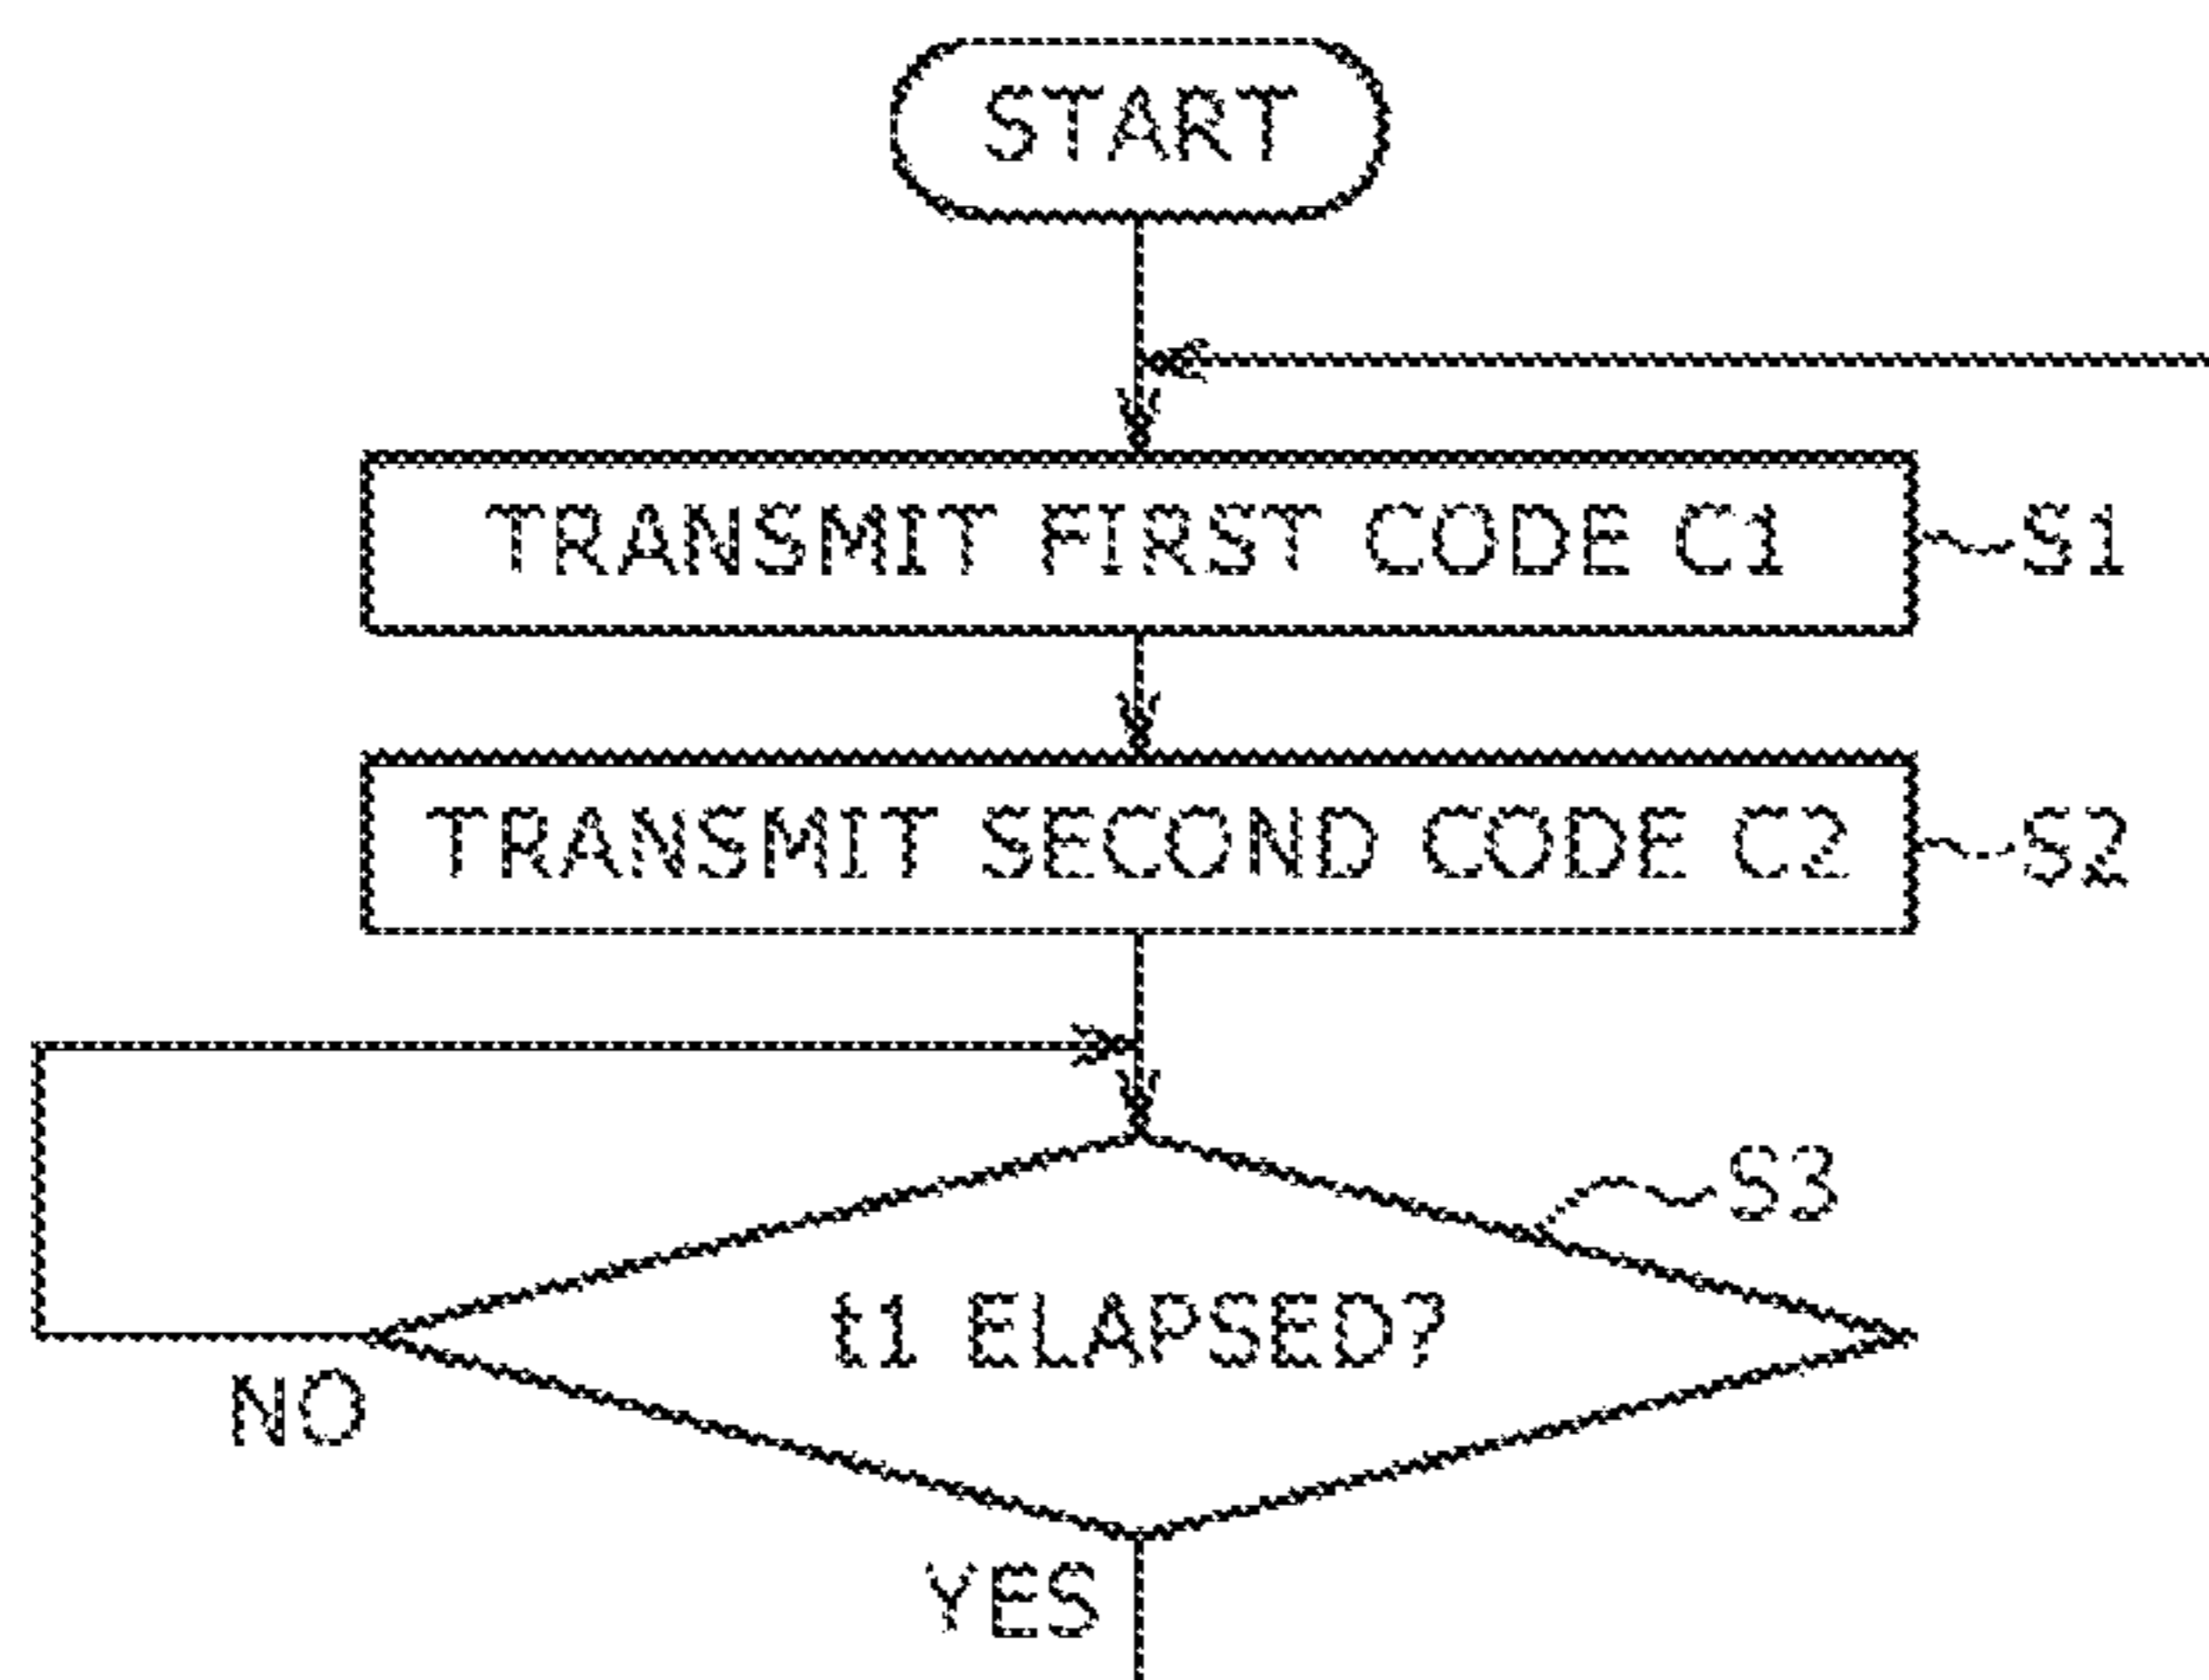 START
TRANSMIT FIRST CODE C1
S1
TRANSMIT SECOND CODE C2
S2
S3
t1 ELAPSED?
NO
YES